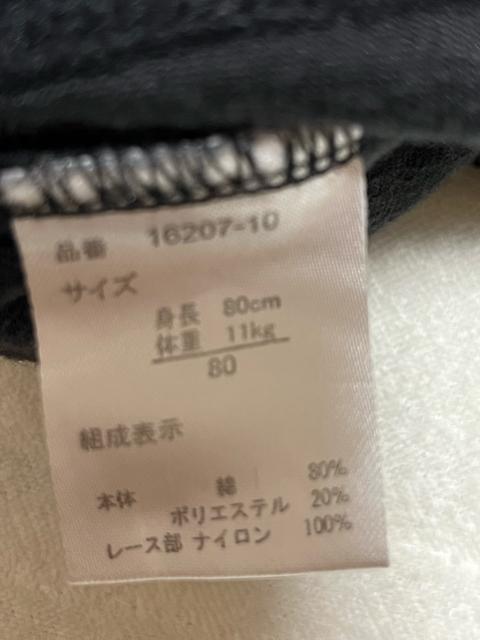 品番 16207-10
サイズ
身長 80cm
体重 11kg
80
組成表示
本体 綿 80%
ポリエステル 20%
レース部 ナイロン 100%